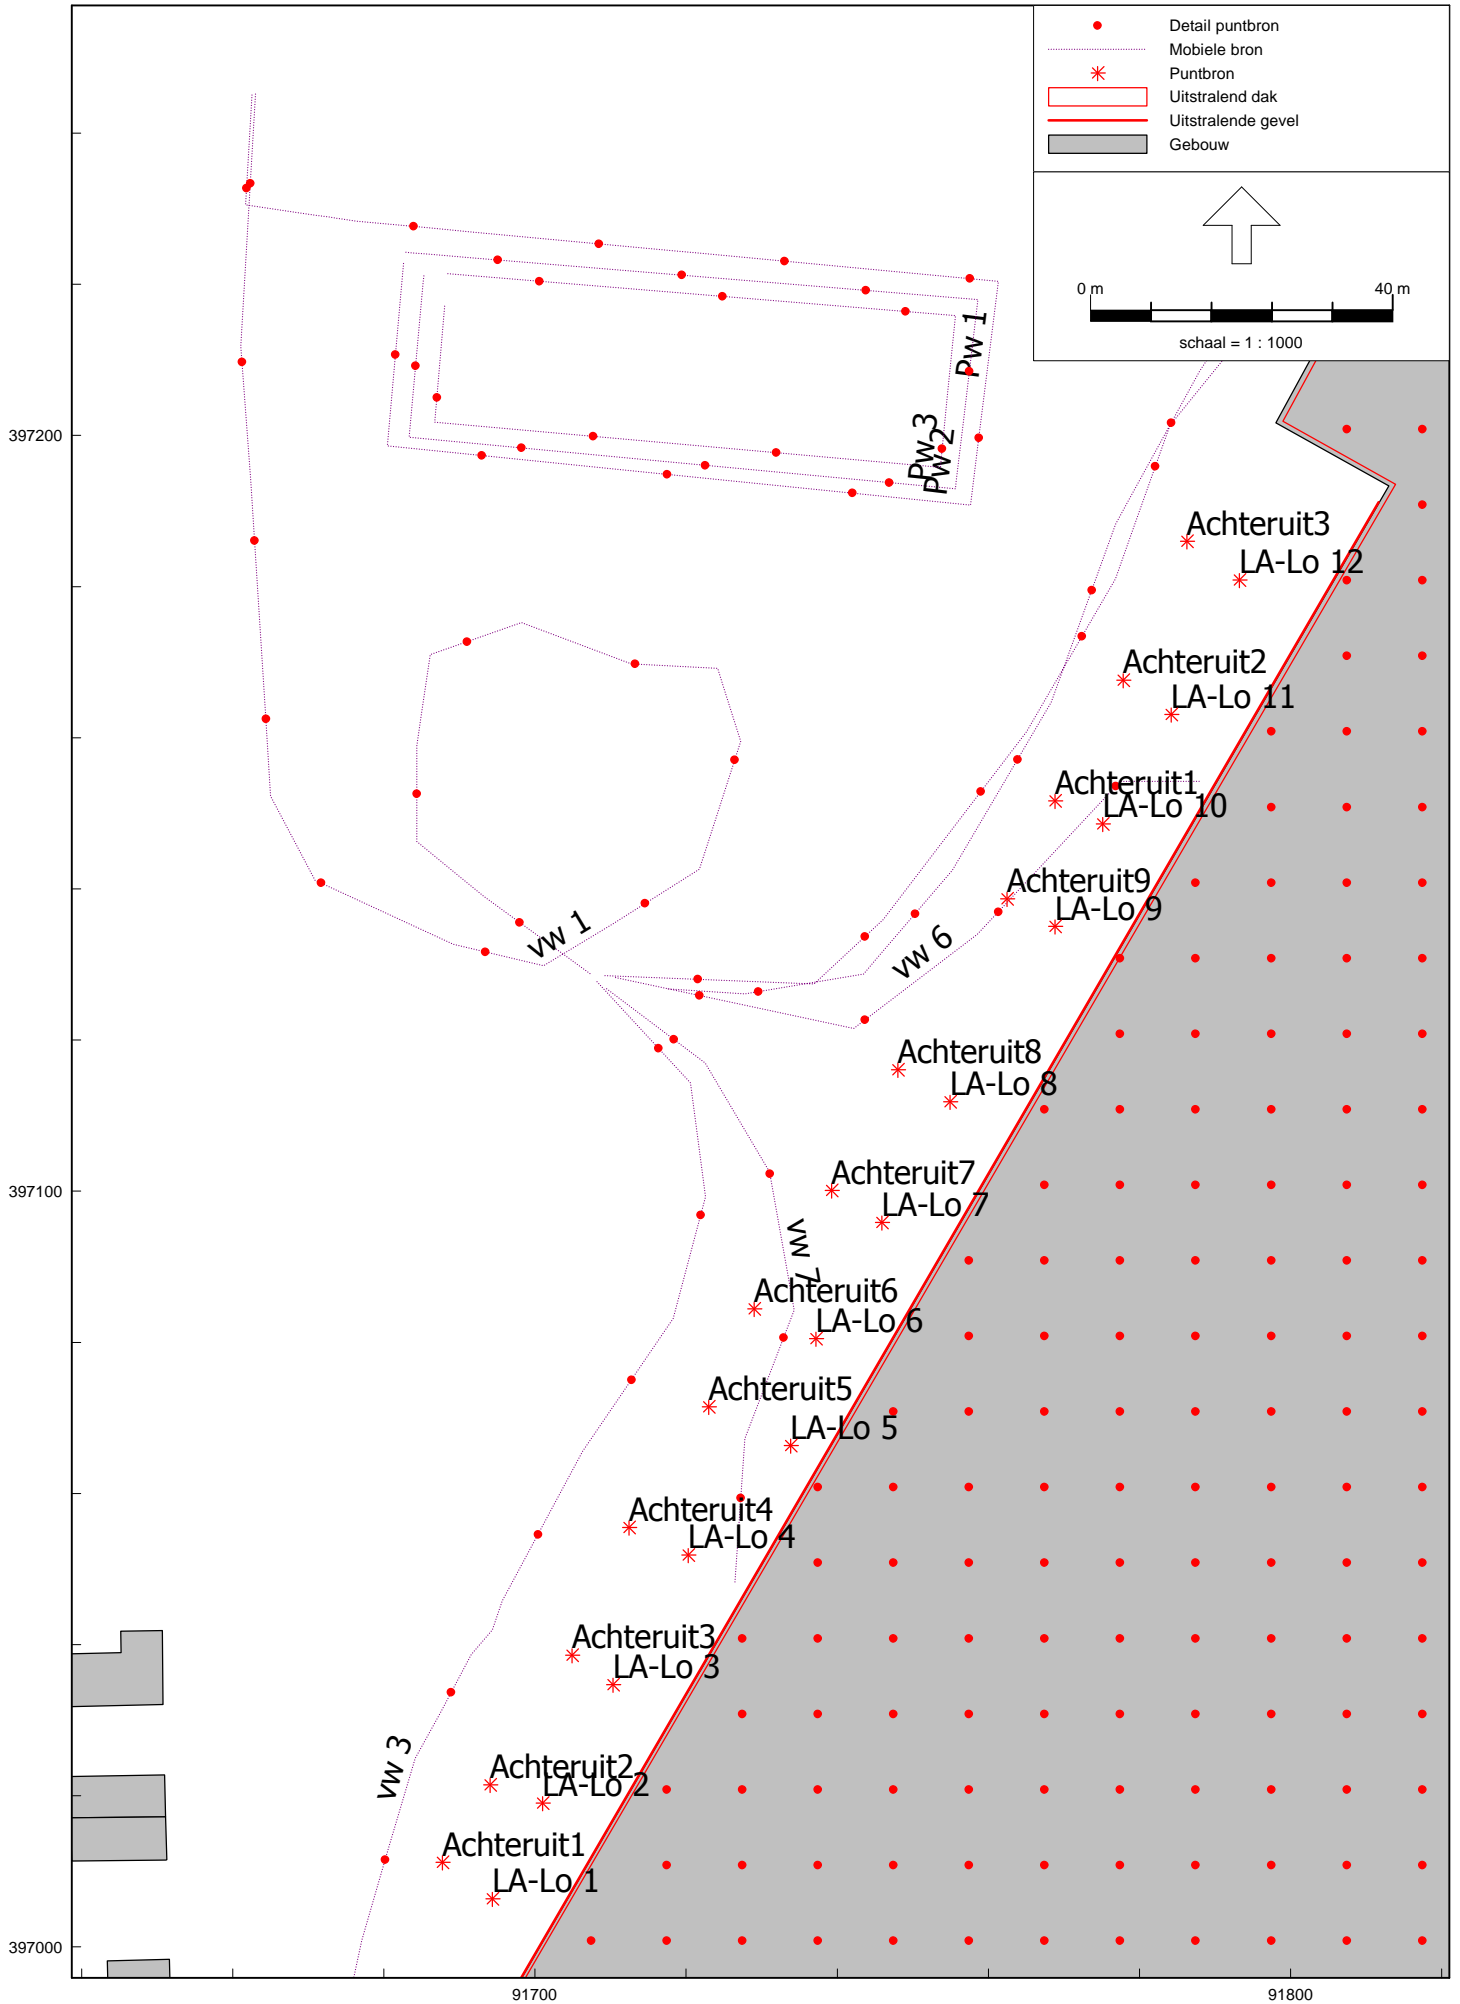 Detail puntbron
Mobiele bron
Puntbron
Uitstralend dak
Uitstralende gevel
Gebouw
0 m
40 m
schaal = 1 : 1000
Pw 1
Pw 3
Pw 2
397200
Achteruit3
LA-Lo 12
Achteruit2
LA-Lo 11
Achteruit1
LA-Lo 10
Achteruit9
LA-Lo 9
vw 1
vw 6
Achteruit8
LA-Lo 8
397100
Achteruit7
LA-Lo 7
vw 7
Achteruit6
LA-Lo 6
Achteruit5
LA-Lo 5
Achteruit4
LA-Lo 4
Achteruit3
LA-Lo 3
vw 3
Achteruit2
LA-Lo 2
Achteruit1
LA-Lo 1
397000
91700
91800